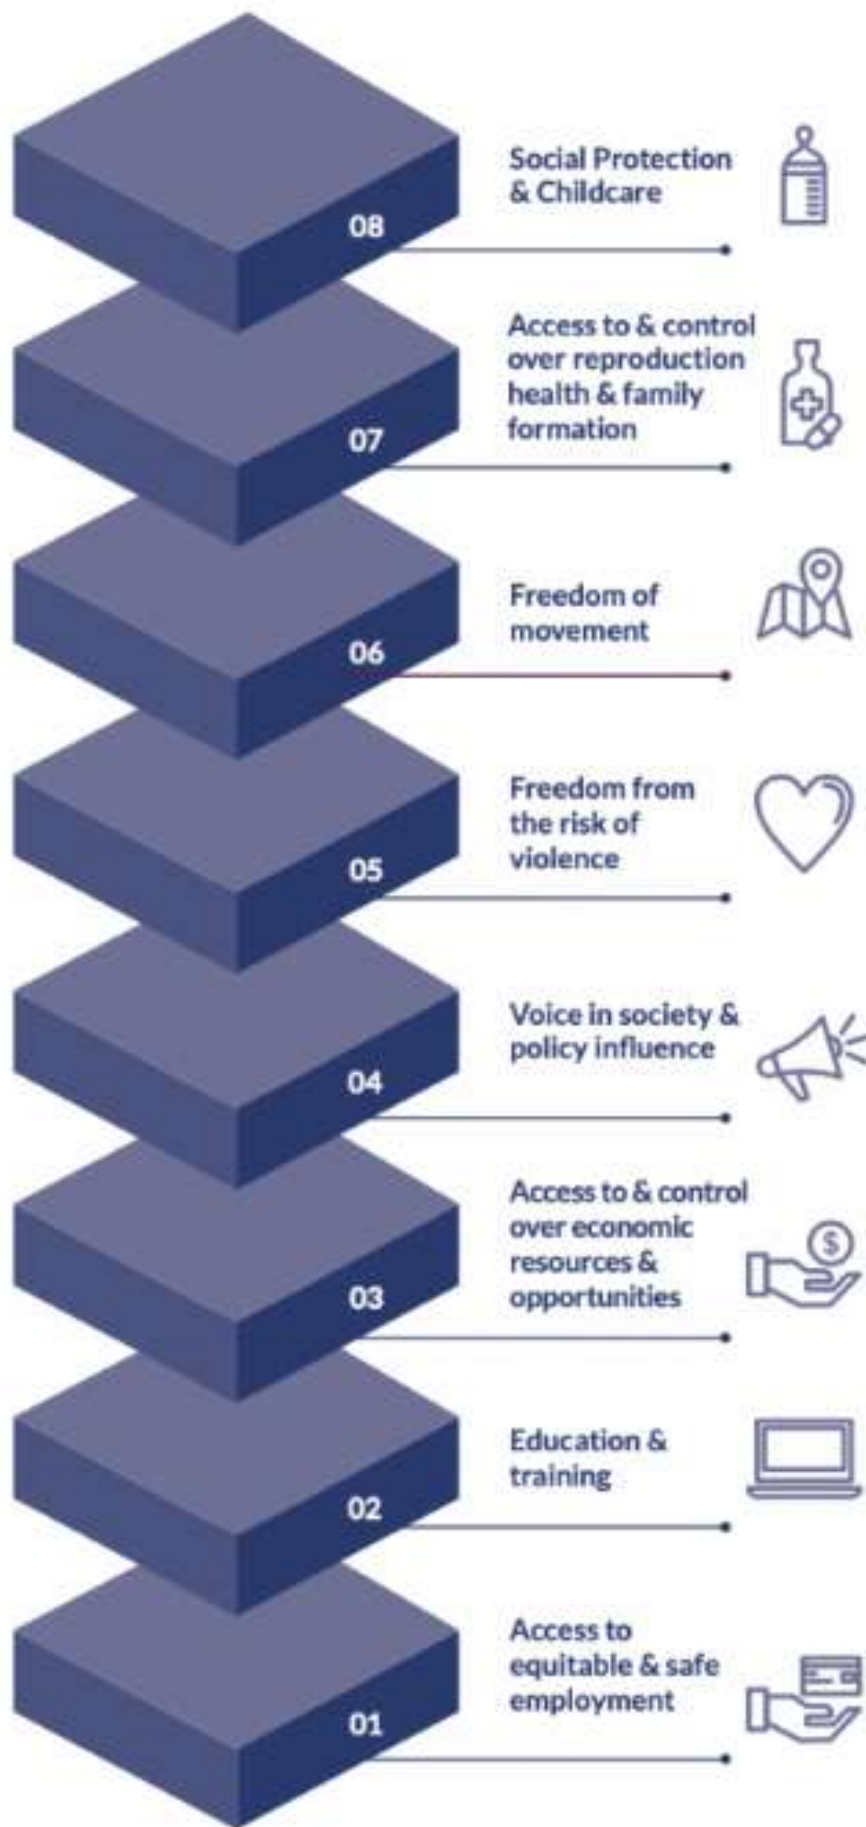 Social Protection
& Childcare
08
Access to & control
over reproduction
health & family
formation
07
Freedom of
movement
06
Freedom from
the risk of
violence
05
Voice in society &
policy influence
04
Access to & control
over economic
resources &
opportunities
$
03
Education &
training
02
Access to
equitable & safe
employment
01